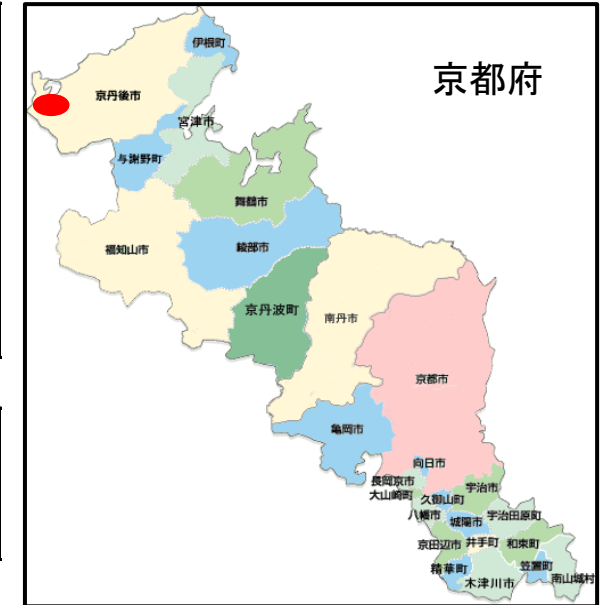 京都府
伊根町
京丹後市
宮津市
与謝野町
舞鶴市
福知山市
綾部市
京丹波町
南丹市
京都市
亀岡市
向日市
長岡京市
大山崎町
宇治市
久御山町
八幡市
宇治田原町
城陽市
京田辺市
井手町
和束町
精華町
笠置町
木津川市
南山城村